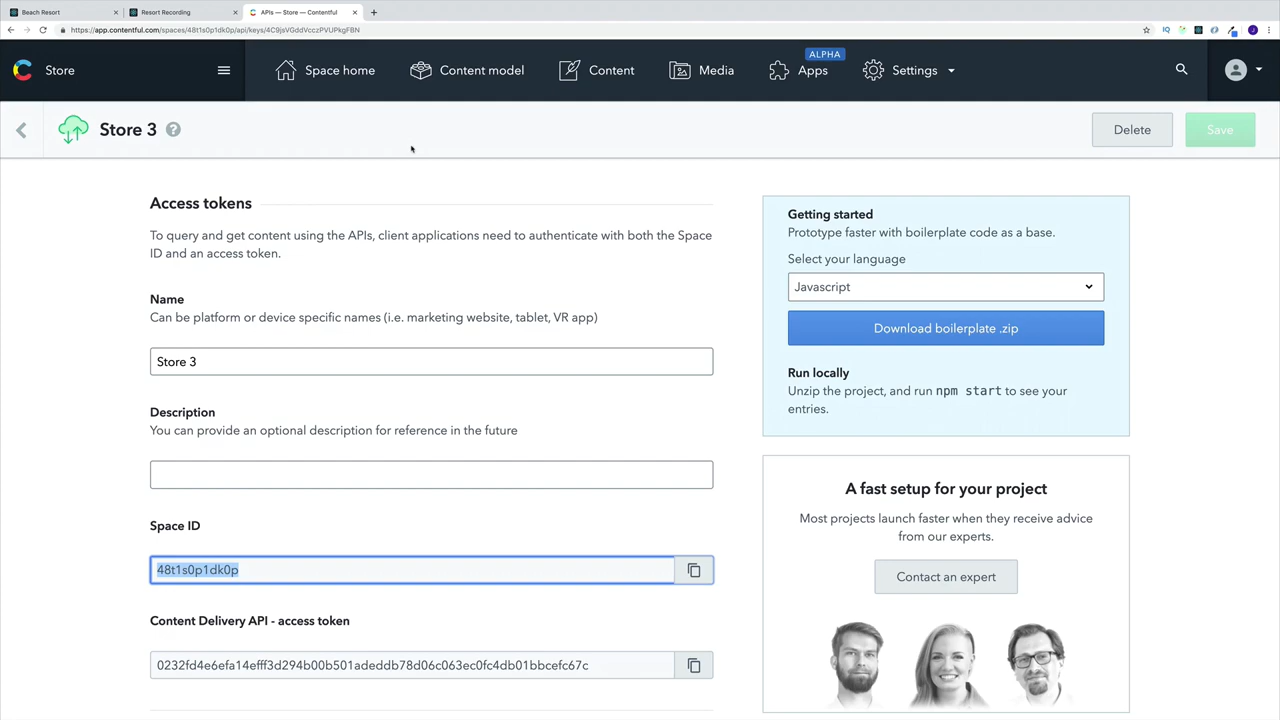 Beach Resort
Resort Recording
APIs — Store — Contentful
https://app.contentful.com/spaces/48t1s0p1dk0p/api/keys/4C9jsVGddVcczPVUPkgFBN
Store
Space home
Content model
Content
Media
ALPHA
Apps
Settings
Store 3
Delete
Save
Access tokens
To query and get content using the APIs, client applications need to authenticate with both the Space
ID and an access token.
Name
Can be platform or device specific names (i.e. marketing website, tablet, VR app)
Store 3
Description
You can provide an optional description for reference in the future
Space ID
48t1s0p1dk0p
Content Delivery API - access token
0232fd4e6efa14efff3d294b00b501adeddb78d06c063ec0fc4db01bbcefc67c
Getting started
Prototype faster with boilerplate code as a base.
Select your language
Javascript
Download boilerplate .zip
Run locally
Unzip the project, and run npm start to see your
entries.
A fast setup for your project
Most projects launch faster when they receive advice
from our experts.
Contact an expert